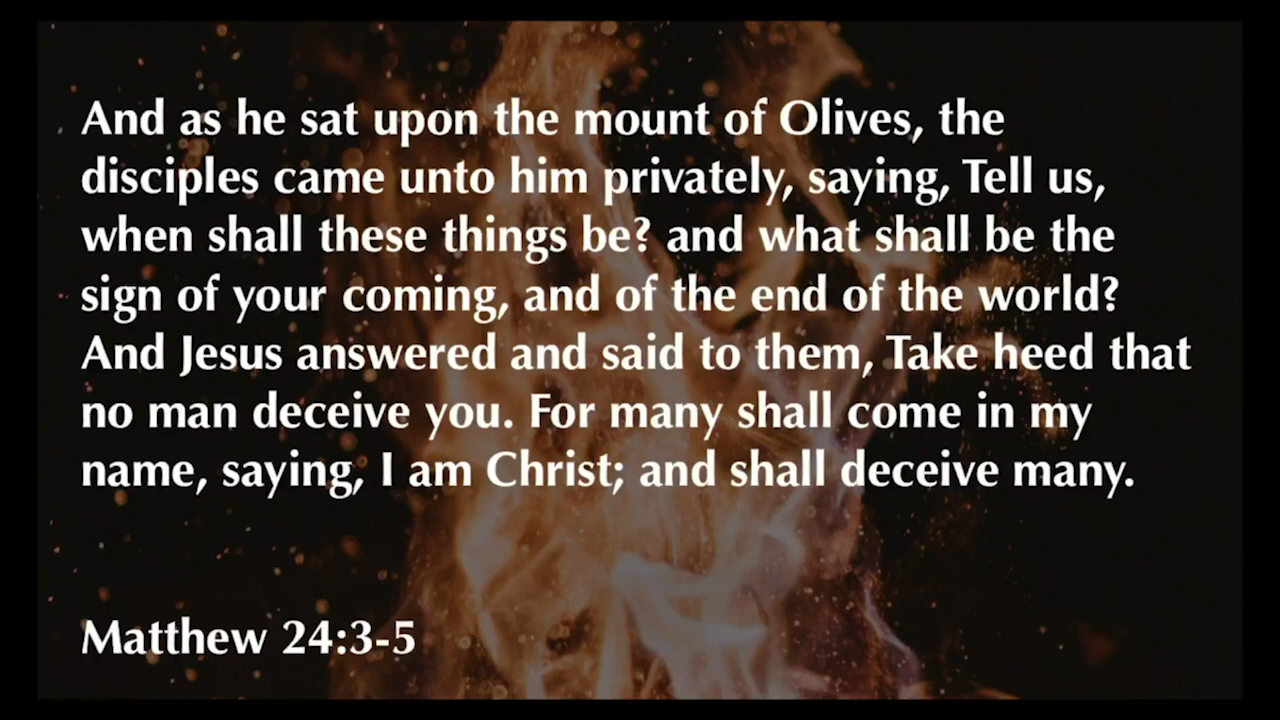 And as he sat upon the mount of Olives, the
disciples came unto him privately, saying, Tell us,
when shall these things be? and what shall be the
sign of your coming, and of the end of the world?
And Jesus answered and said to them, Take heed that
no man deceive you. For many shall come in my
name, saying, I am Christ; and shall deceive many.
Matthew 24:3-5